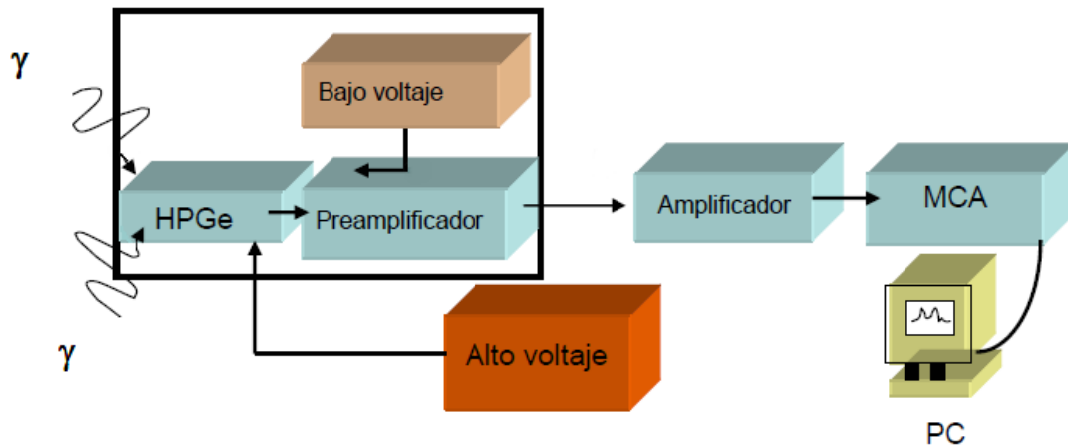 γ
Bajo voltaje
HPGe
Preamplificador
Amplificador
MCA
γ
Alto voltaje
PC